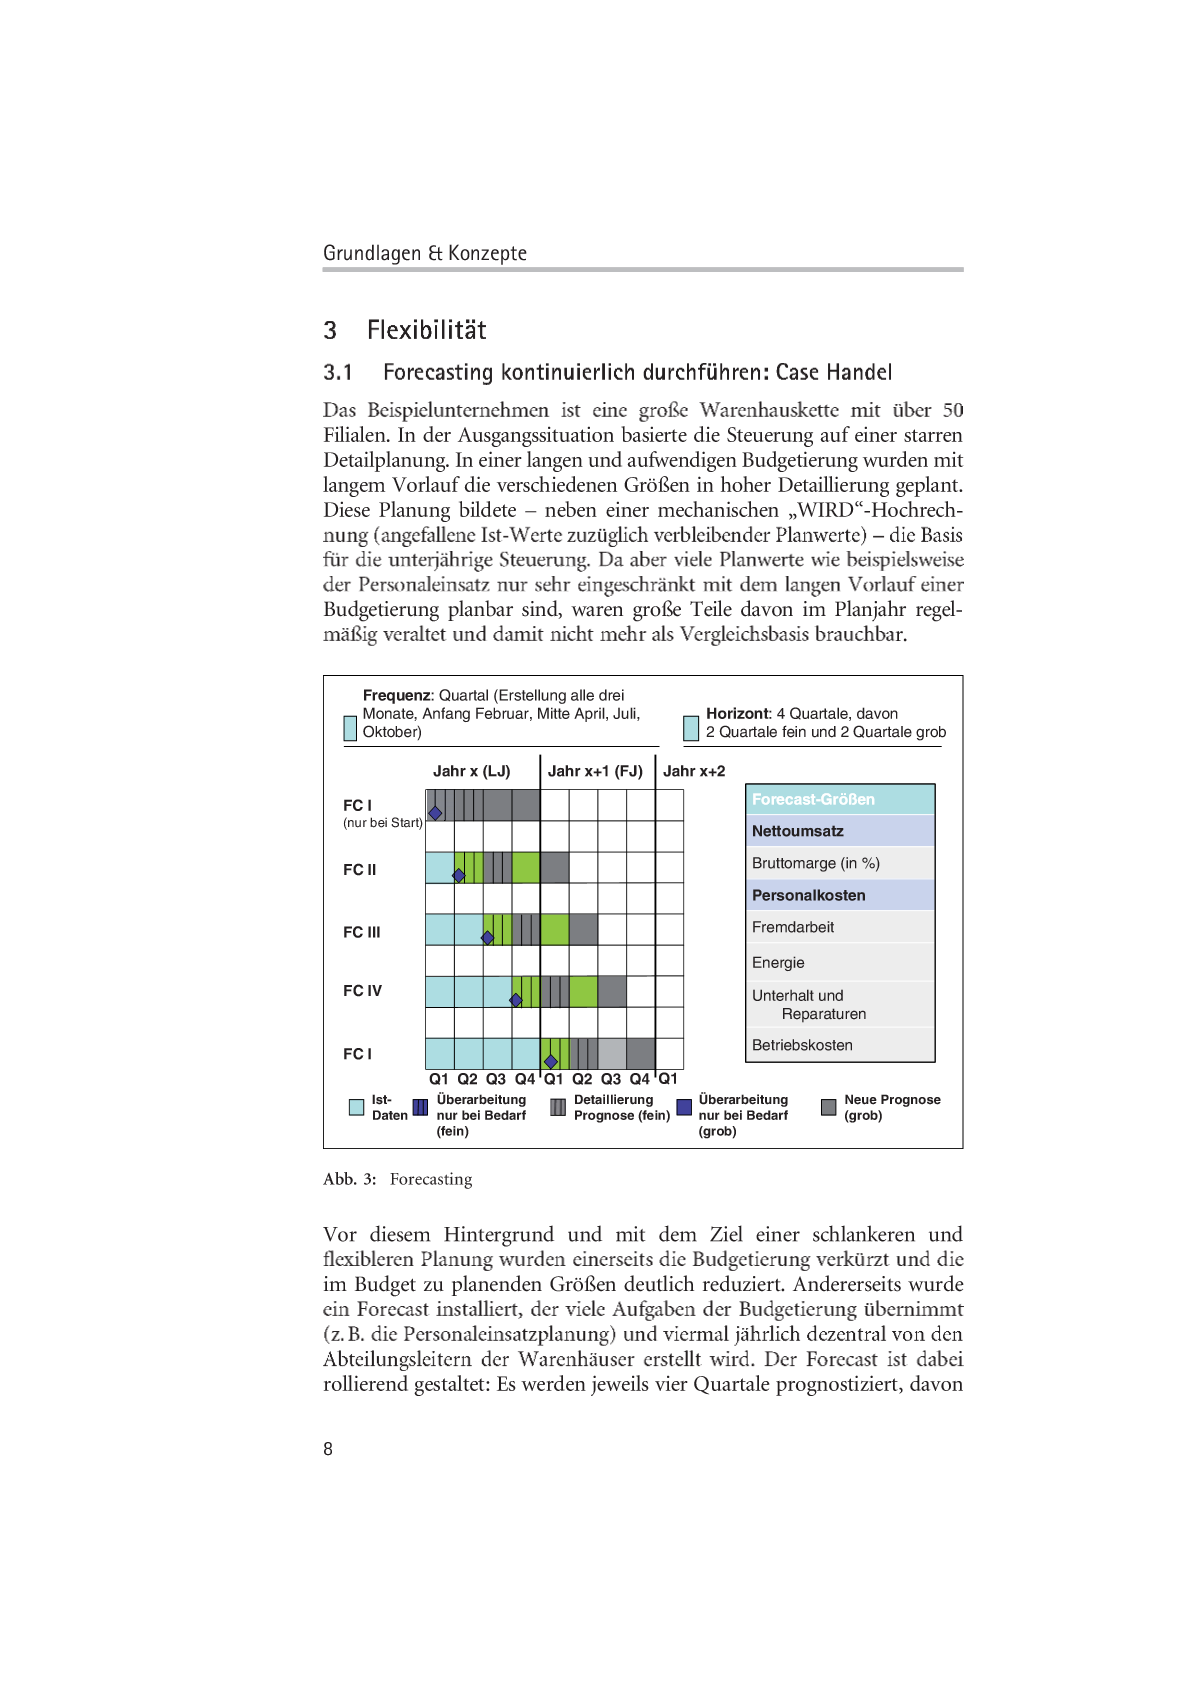 Grundlagen & Konzepte
3 Flexibilität
3.1 Forecasting kontinuierlich durchführen: Case Handel
Das Beispielunternehmen ist eine große Warenhauskette mit über 50
Filialen. In der Ausgangssituation basierte die Steuerung auf einer starren
Detailplanung. In einer langen und aufwendigen Budgetierung wurden mit
langem Vorlauf die verschiedenen Größen in hoher Detaillierung geplant.
Diese Planung bildete – neben einer mechanischen „WIRD“-Hochrech-
nung (angefallene Ist-Werte zuzüglich verbleibender Planwerte) – die Basis
für die unterjährige Steuerung. Da aber viele Planwerte wie beispielsweise
der Personaleinsatz nur sehr eingeschränkt mit dem langen Vorlauf einer
Budgetierung planbar sind, waren große Teile davon im Planjahr regel-
mäßig veraltet und damit nicht mehr als Vergleichsbasis brauchbar.
Frequenz: Quartal (Erstellung alle drei
Monate, Anfang Februar, Mitte April, Juli,
Oktober)
Horizont: 4 Quartale, davon
2 Quartale fein und 2 Quartale grob
Jahr x (LJ) Jahr x+1 (FJ) Jahr x+2
FC I
(nur bei Start)
FC II
FC III
FC IV
FC I
Q1 Q2 Q3 Q4 Q1 Q2 Q3 Q4 Q1
Forecast-Größen
Nettoumsatz
Bruttomarge (in %)
Personalkosten
Fremdarbeit
Energie
Unterhalt und
Reparaturen
Betriebskosten
Ist-
Daten
Überarbeitung
nur bei Bedarf
(fein)
Detaillierung
Prognose (fein)
Überarbeitung
nur bei Bedarf
(grob)
Neue Prognose
(grob)
Abb. 3: Forecasting
Vor diesem Hintergrund und mit dem Ziel einer schlankeren und
flexibleren Planung wurden einerseits die Budgetierung verkürzt und die
im Budget zu planenden Größen deutlich reduziert. Andererseits wurde
ein Forecast installiert, der viele Aufgaben der Budgetierung übernimmt
(z. B. die Personaleinsatzplanung) und viermal jährlich dezentral von den
Abteilungsleitern der Warenhäuser erstellt wird. Der Forecast ist dabei
rollierend gestaltet: Es werden jeweils vier Quartale prognostiziert, davon
8